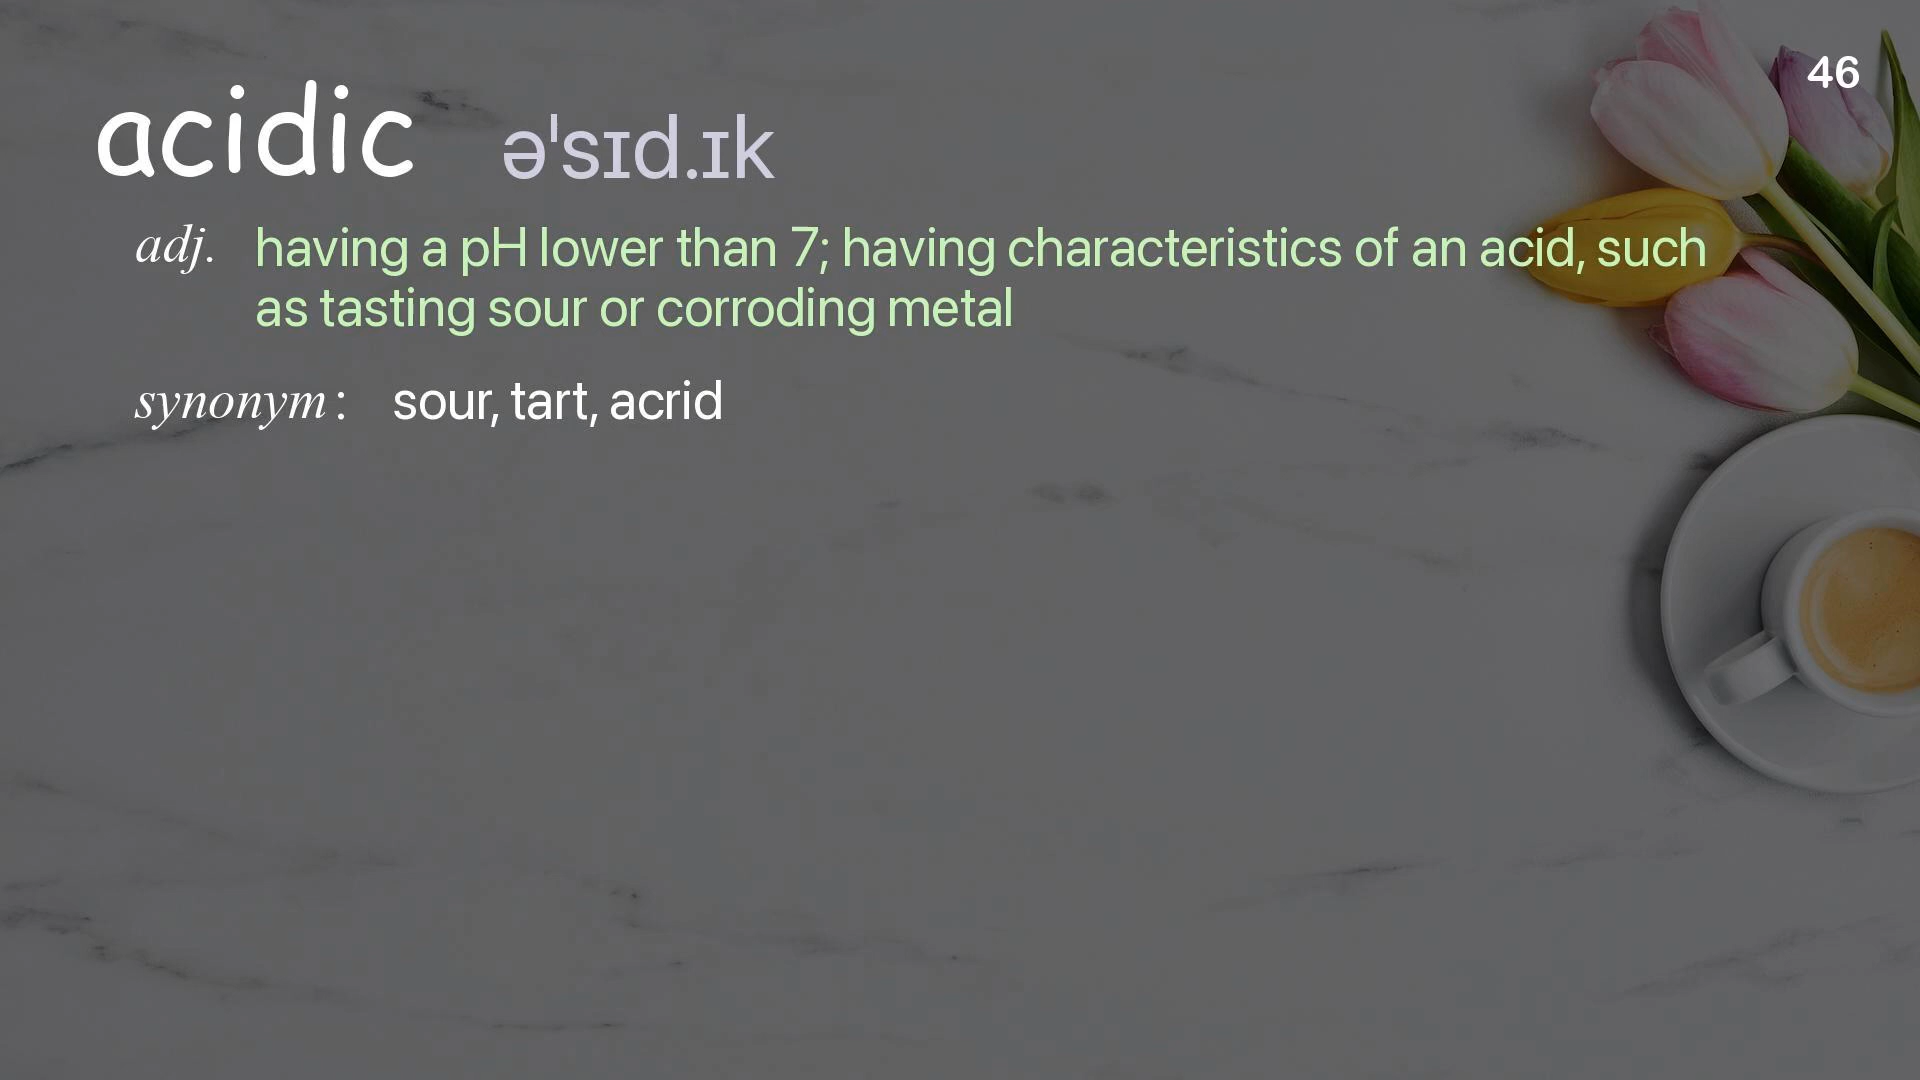 46
acidic əˈsɪd.ɪk
adj. having a pH lower than 7; having characteristics of an acid, such
as tasting sour or corroding metal
synonym: sour, tart, acrid